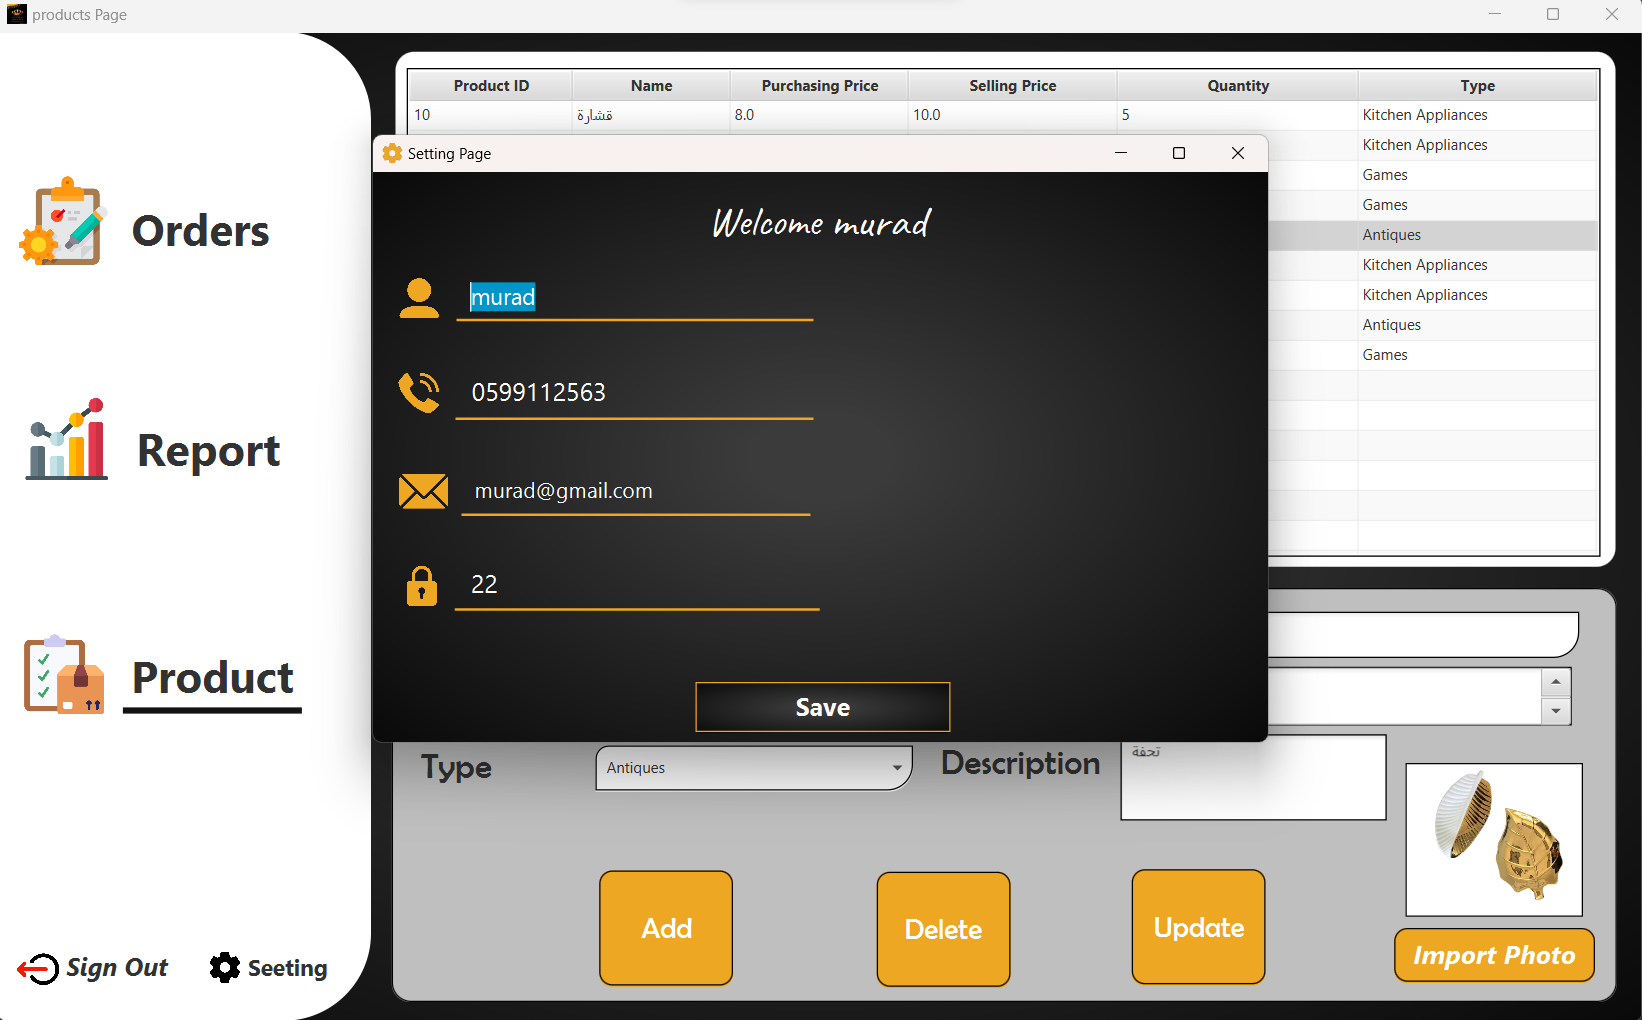 products Page
Product ID Name Purchasing Price Selling Price Quantity Type
10 قشارة 8.0 10.0 5 Kitchen Appliances
Kitchen Appliances
Games
Games
Antiques
Kitchen Appliances
Kitchen Appliances
Antiques
Games
Setting Page
Welcome murad
murad
0599112563
murad@gmail.com
22
Save
Orders
Report
Product
Sign Out
Seeting
Type
Antiques
Description
تحفة
Add
Delete
Update
Import Photo